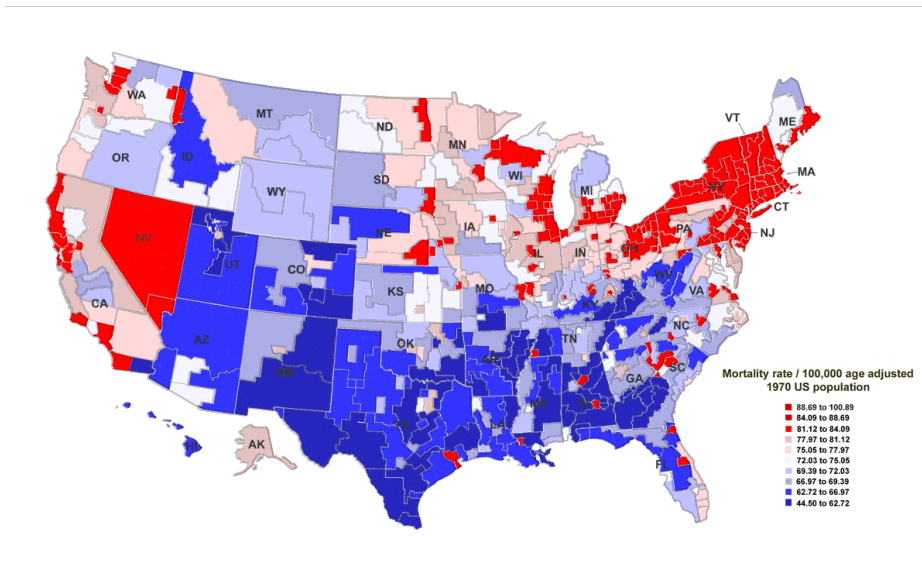 VT
WA
MT
ND
ME
MN
OR
ID
SD
WI
MA
NY
MI
WY
CT
NE
IA
PA
NJ
NV
IL
IN
OH
UT
CO
WV
KS
MO
VA
CA
KY
AZ
NC
OK
TN
AR
NM
SC
GA
MS
AL
TX
LA
HI
AK
FL
Mortality rate / 100,000 age adjusted
1970 US population
88.69 to 100.89
84.09 to 88.69
81.12 to 84.09
77.97 to 81.12
75.05 to 77.97
72.03 to 75.05
69.39 to 72.03
66.97 to 69.39
62.72 to 66.97
44.50 to 62.72